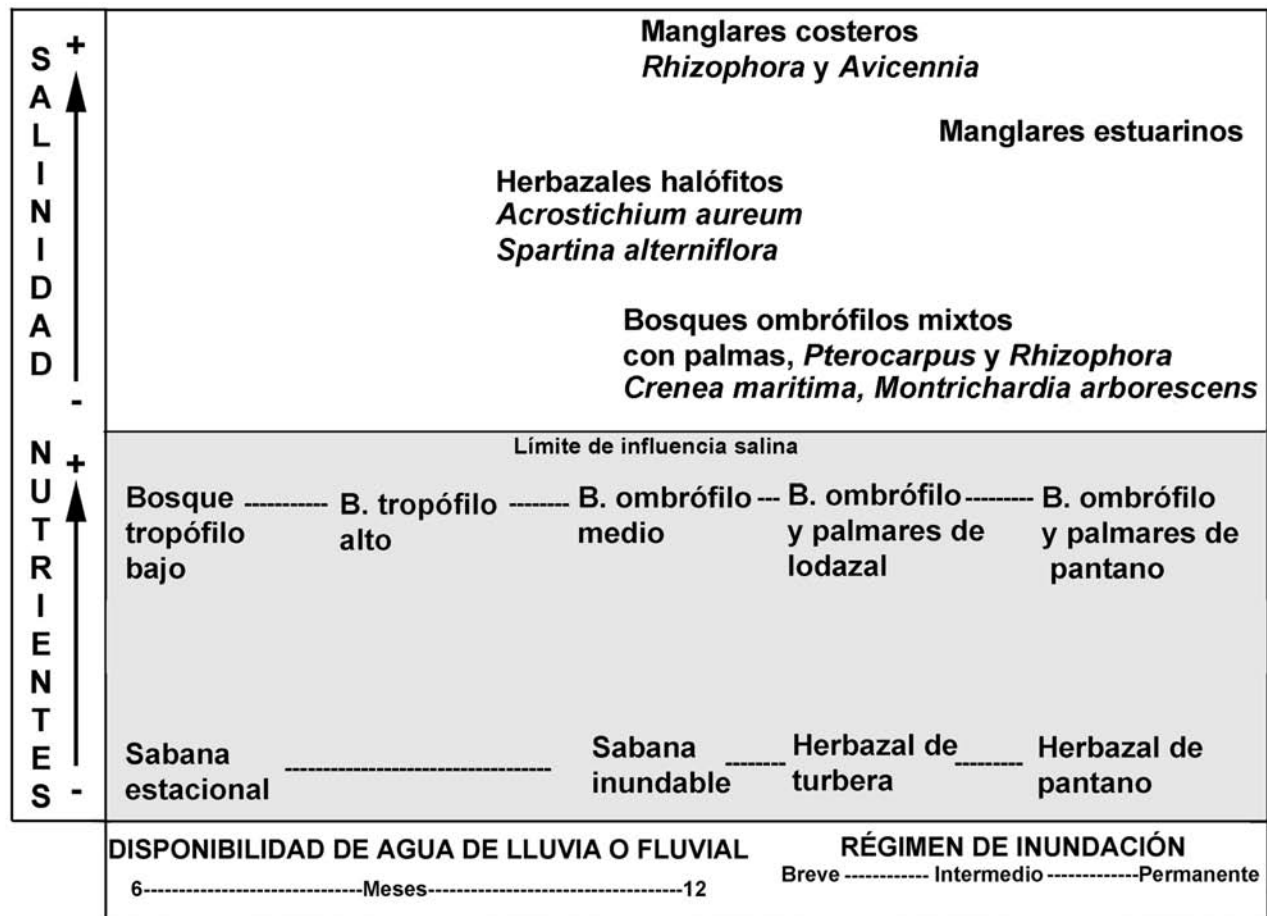 SALINIDAD
+
-
Manglares costeros
Rhizophora y Avicennia
Manglares estuarinos
Herbazales halófitos
Acrostichium aureum
Spartina alterniflora
Bosques ombrófilos mixtos
con palmas, Pterocarpus y Rhizophora
Crenea maritima, Montrichardia arborescens
NUTRIENTES
+
-
Límite de influencia salina
Bosque
tropófilo
bajo
-----------
B. tropófilo
alto
--------
B. ombrófilo
medio
---
B. ombrófilo
y palmares de
lodazal
---------
B. ombrófilo
y palmares de
pantano
Sabana
estacional
----------------------------------
Sabana
inundable
--------
Herbazal de
turbera
---------
Herbazal de
pantano
DISPONIBILIDAD DE AGUA DE LLUVIA O FLUVIAL
6-------------------------------Meses-----------------------------------12
RÉGIMEN DE INUNDACIÓN
Breve ------------ Intermedio -------------Permanente